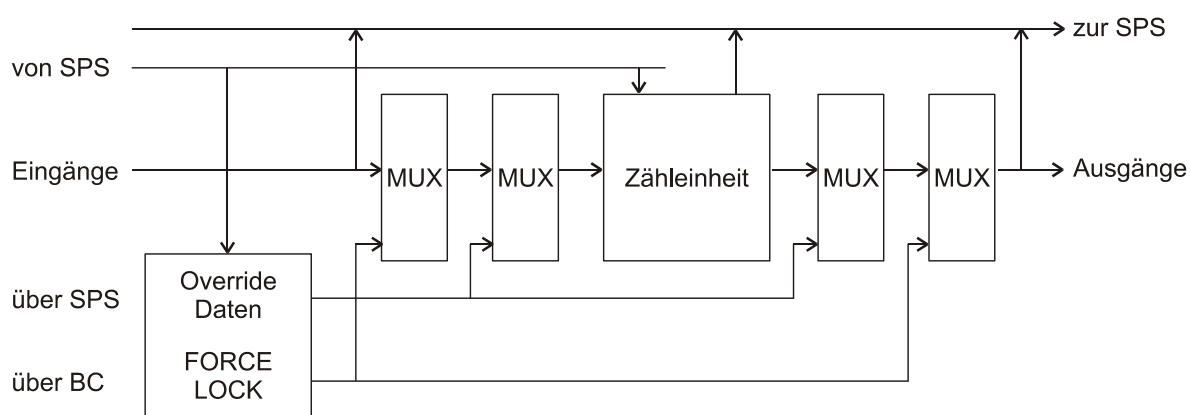 zur SPS
von SPS
Eingänge
MUX
MUX
Zähleinheit
MUX
MUX
Ausgänge
über SPS
Override
Daten
FORCE
LOCK
über BC